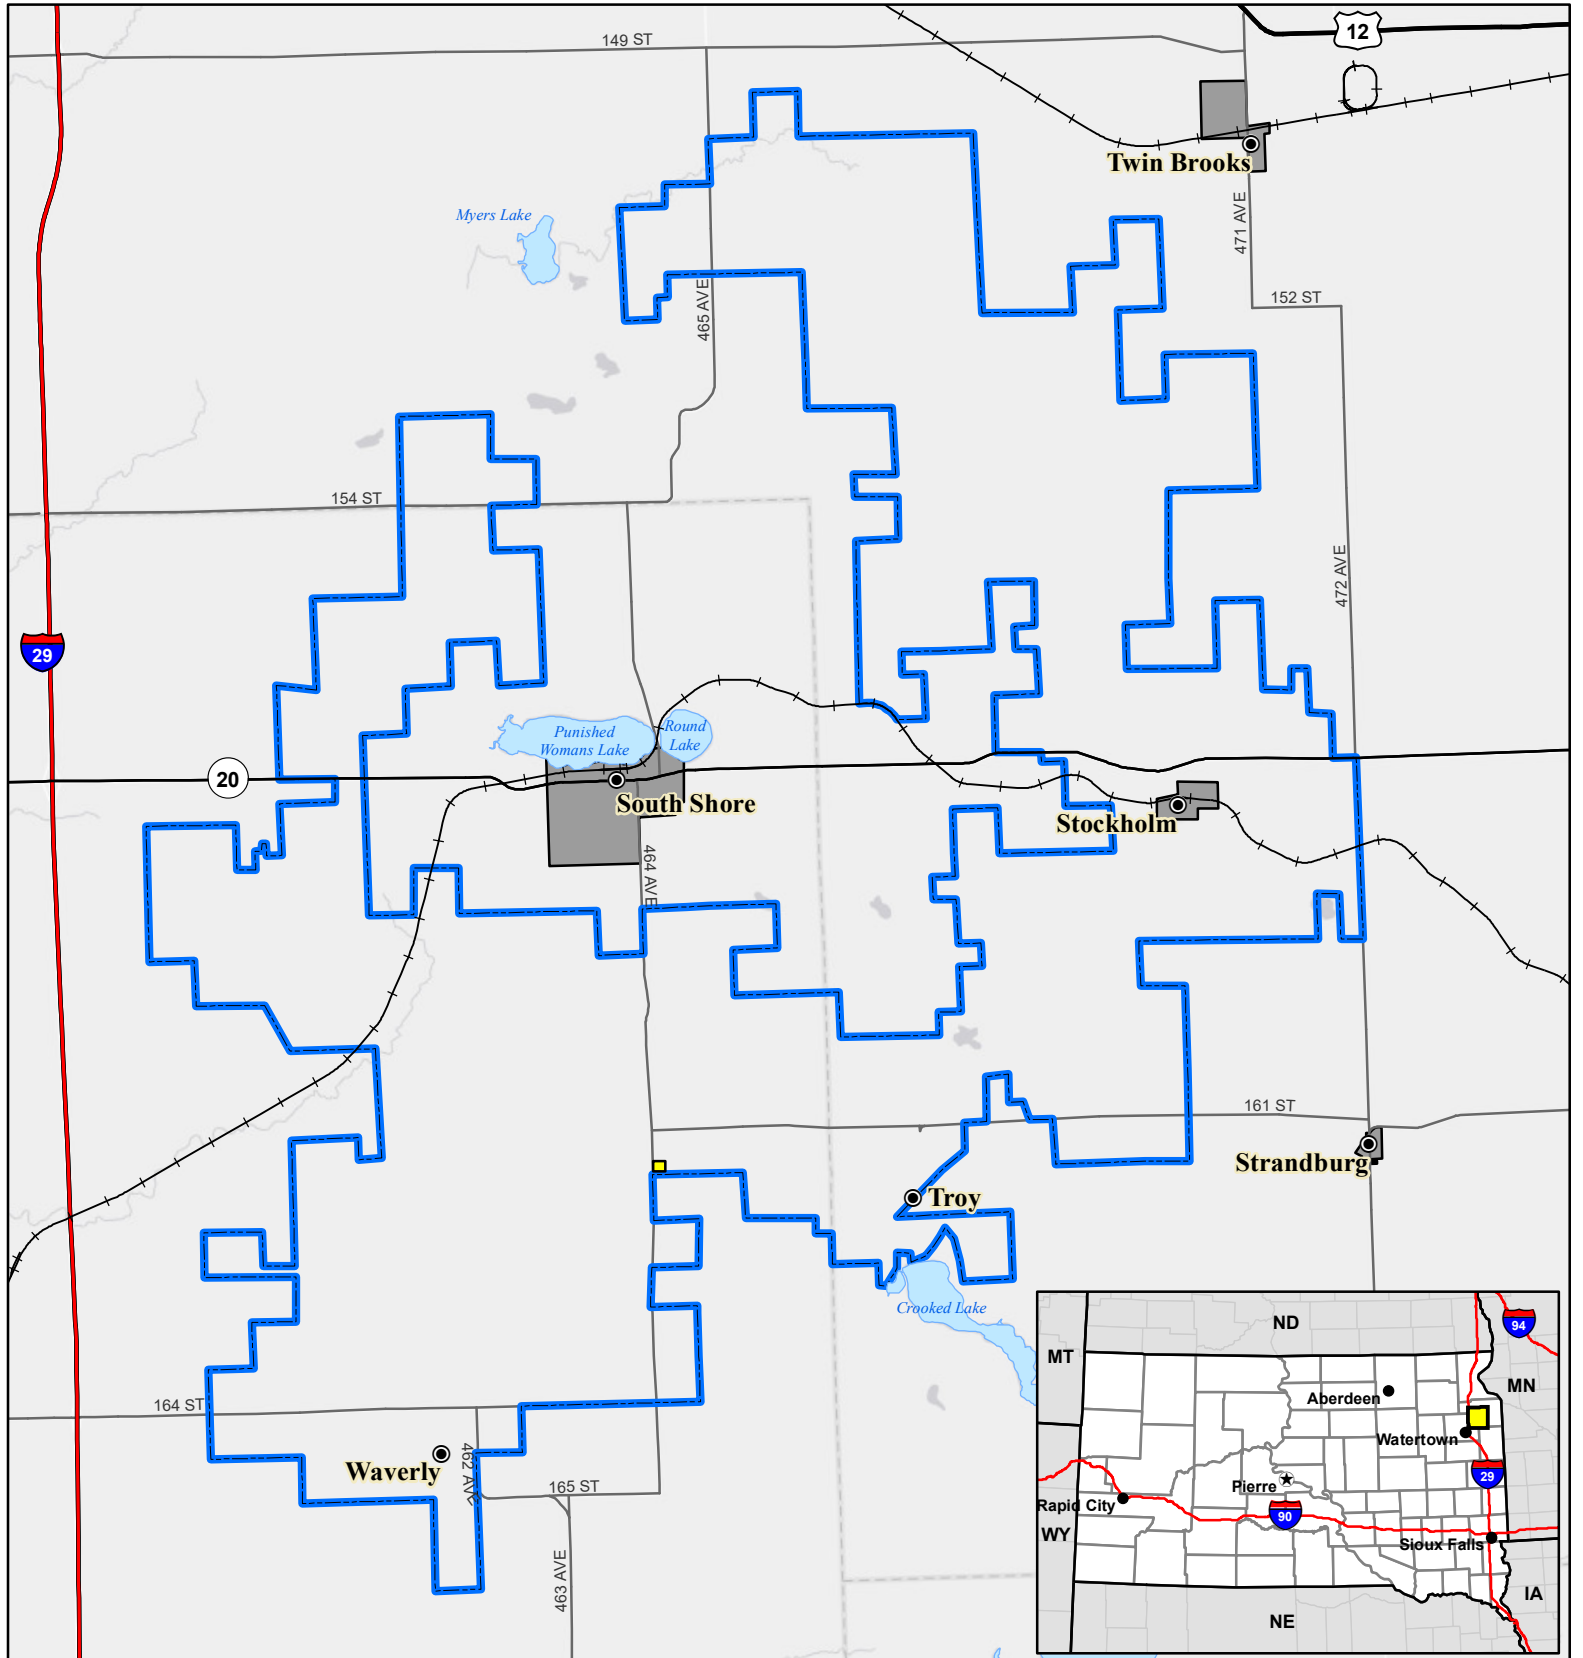 149 ST
12
Twin Brooks
Myers Lake
471 AVE
465 AVE
152 ST
154 ST
472 AVE
29
Punished
Womans Lake
Round
Lake
20
South Shore
Stockholm
464 AVE
161 ST
Strandburg
Troy
Crooked Lake
164 ST
Waverly
462 AVE
165 ST
463 AVE
ND
94
MT
MN
Aberdeen
Watertown
29
Pierre
Rapid City
90
WY
Sioux Falls
IA
NE